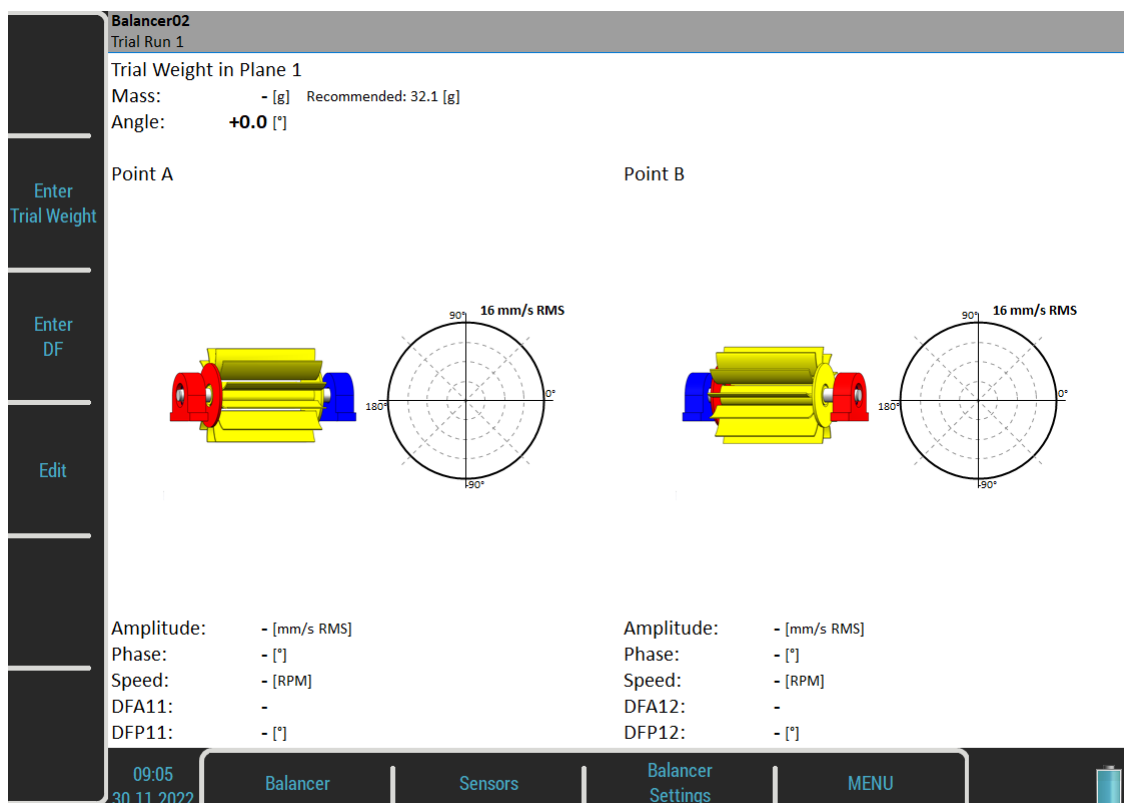 Balancer02
Trial Run 1
Trial Weight in Plane 1
Mass: - [g] Recommended: 32.1 [g]
Angle: +0.0 [°]
Enter
Trial Weight
Enter
DF
Edit
Point A
90° 16 mm/s RMS
0°
180°
-90°
Amplitude: - [mm/s RMS]
Phase: - [°]
Speed: - [RPM]
DFA11: -
DFP11: - [°]
Point B
90° 16 mm/s RMS
0°
180°
-90°
Amplitude: - [mm/s RMS]
Phase: - [°]
Speed: - [RPM]
DFA12: -
DFP12: - [°]
09:05
30.11.2022
Balancer
Sensors
Balancer
Settings
MENU